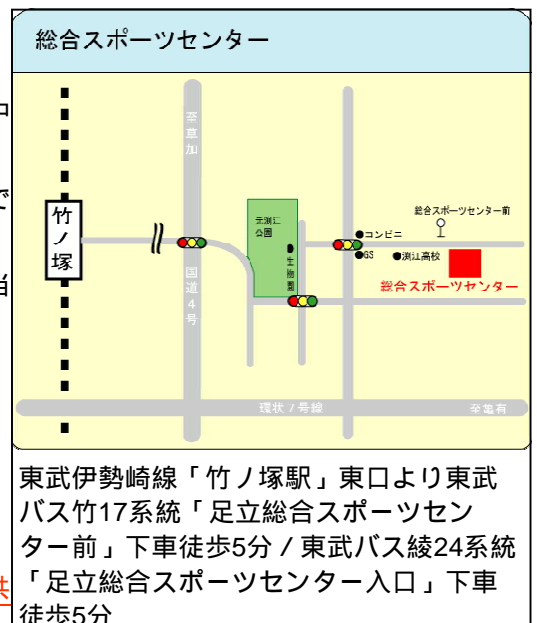 総合スポーツセンター
至草加
竹ノ塚
元渕江
公園
●生物園
国道4号
●コンビニ
●GS
●渕江高校
総合スポーツセンター前
総合スポーツセンター
環状7号線
至亀有
東武伊勢崎線「竹ノ塚駅」東口より東武
バス竹17系統「足立総合スポーツセン
ター前」下車徒歩5分 / 東武バス綾24系統
「足立総合スポーツセンター入口」下車
徒歩5分
で
供